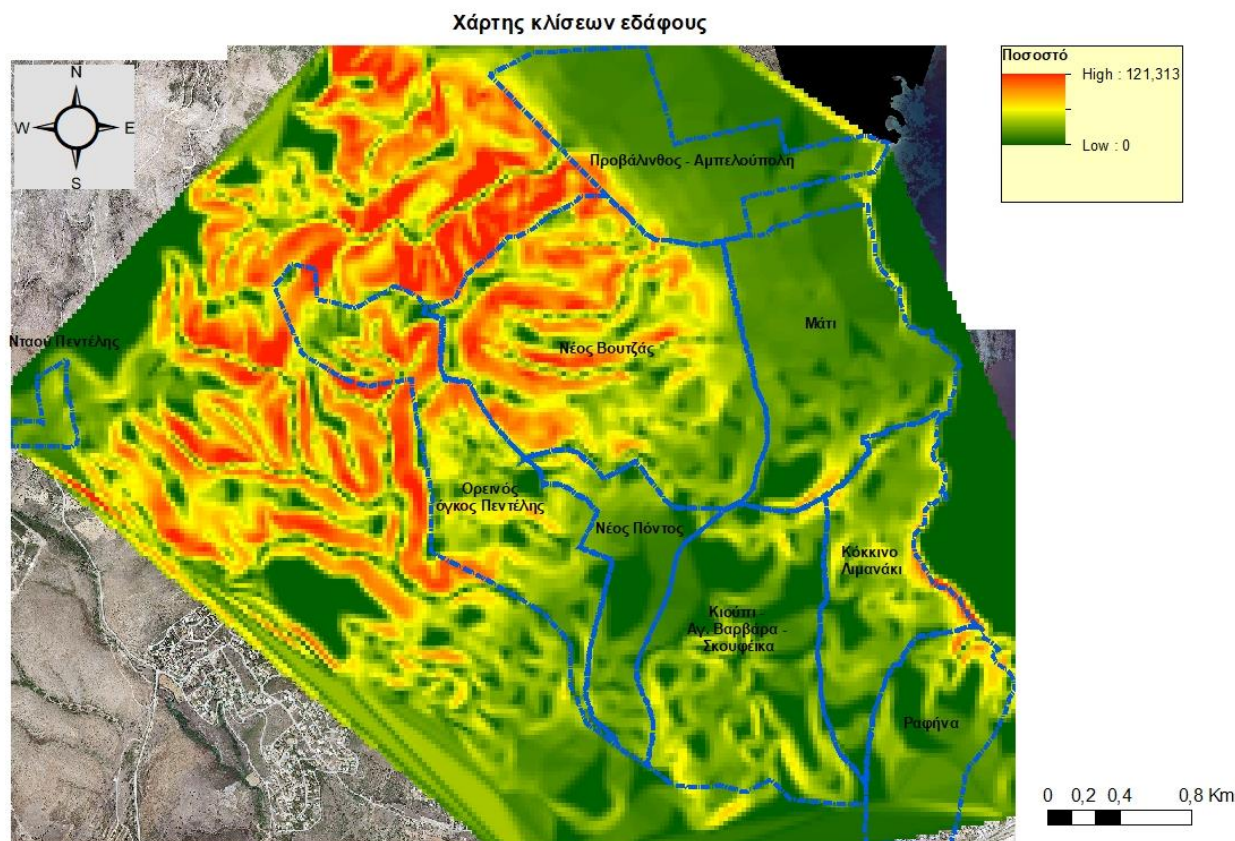 Χάρτης κλίσεων εδάφους
N
W
E
S
Ποσοστό
High : 121,313
Low : 0
Προβάλινθος - Αμπελούπολη
Μάτι
Νταού Πεντέλης
Νέος Βουτζάς
Ορεινός
όγκος Πεντέλης
Νέος Πόντος
Κόκκινο
Λιμανάκι
Κιούπι
Αγ. Βαρβάρα -
Σκουφέικα
Ραφήνα
0 0,2 0,4 0,8 Km